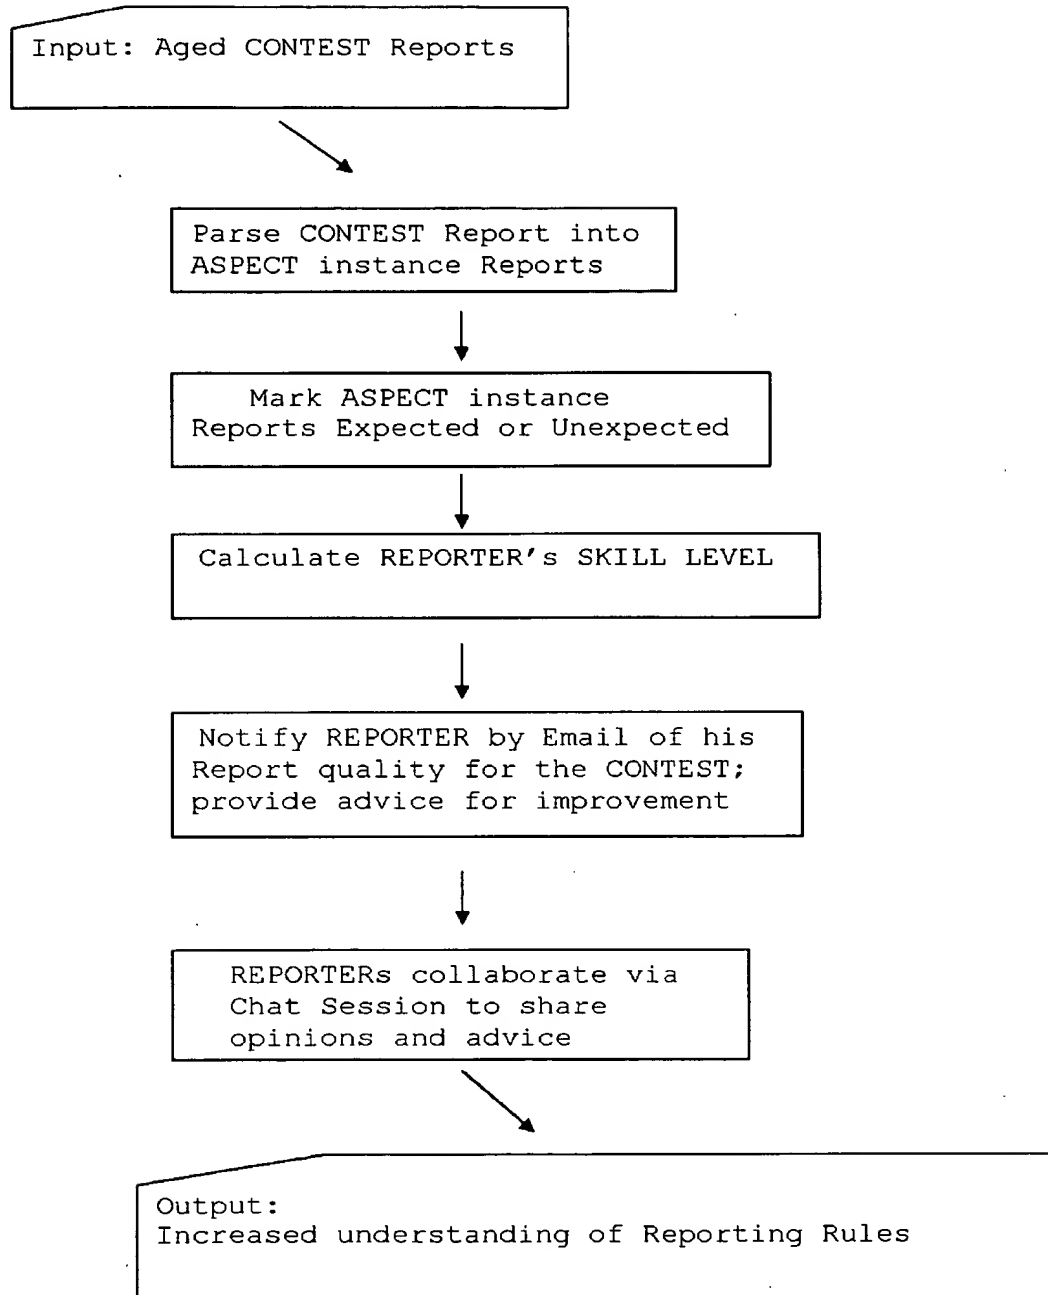 Input: Aged CONTEST Reports
Parse CONTEST Report into
ASPECT instance Reports
Mark ASPECT instance
Reports Expected or Unexpected
Calculate REPORTER's SKILL LEVEL
Notify REPORTER by Email of his
Report quality for the CONTEST;
provide advice for improvement
REPORTERs collaborate via
Chat Session to share
opinions and advice
Output:
Increased understanding of Reporting Rules